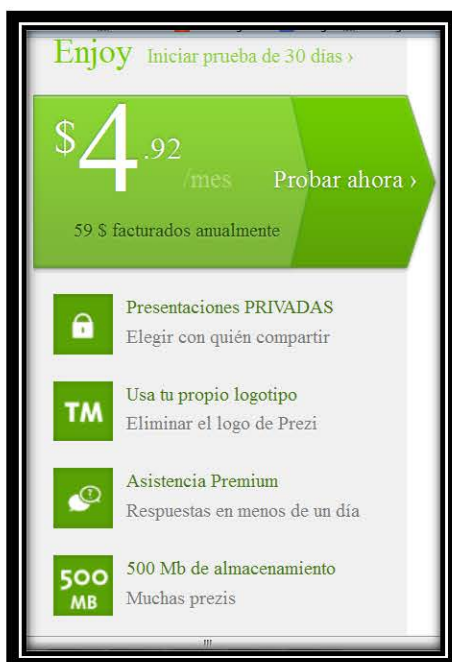 Enjoy Iniciar prueba de 30 días ›
$4.92
/mes
Probar ahora ›
59 $ facturados anualmente
Presentaciones PRIVADAS
Elegir con quién compartir
TM
Usa tu propio logotipo
Eliminar el logo de Prezi
Asistencia Premium
Respuestas en menos de un día
500
MB
500 Mb de almacenamiento
Muchas prezis